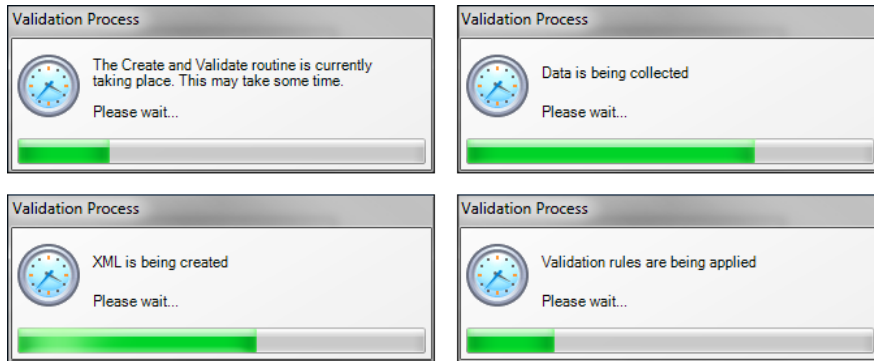 Validation Process
The Create and Validate routine is currently
taking place. This may take some time.
Please wait...
Validation Process
Data is being collected
Please wait...
Validation Process
XML is being created
Please wait...
Validation Process
Validation rules are being applied
Please wait...